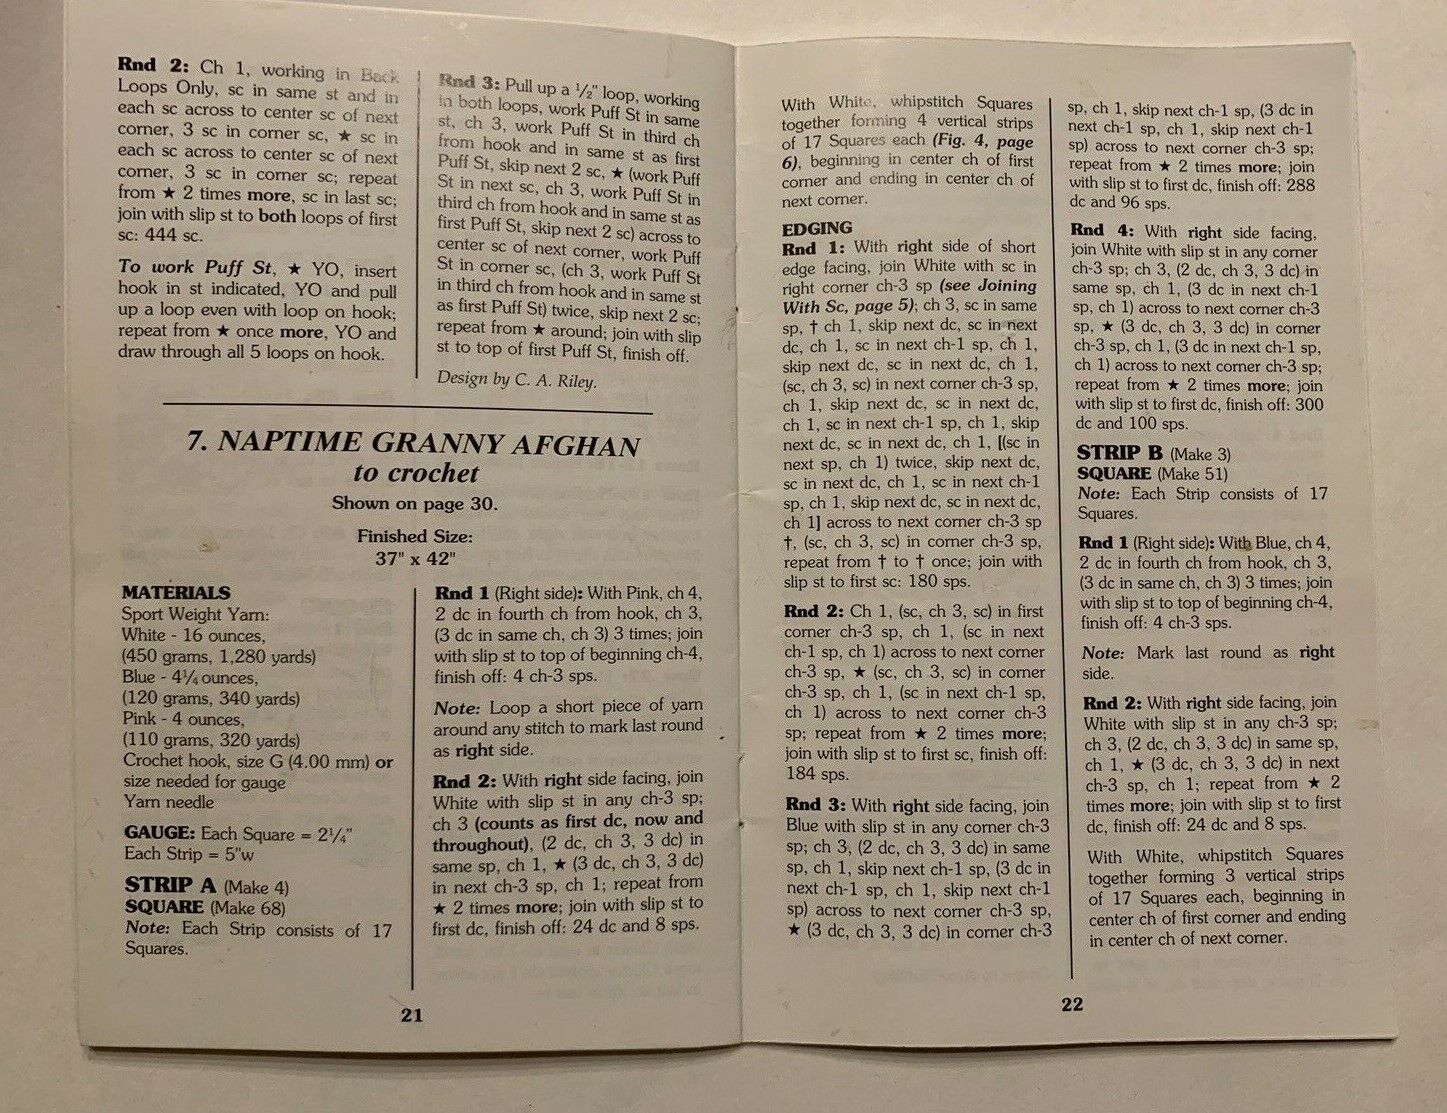 Rnd 2: Ch 1, working in Back
Loops Only, sc in same st and in
each sc across to center sc of next
corner, 3 sc in corner sc, ★ sc in
each sc across to center sc of next
corner, 3 sc in corner sc; repeat
from ★ 2 times more, sc in last sc;
join with slip st to both loops of first
sc: 444 sc.
To work Puff St, ★ YO, insert
hook in st indicated, YO and pull
up a loop even with loop on hook;
repeat from ★ once more, YO and
draw through all 5 loops on hook.
Rnd 3: Pull up a 1/2" loop, working
in both loops, work Puff St in same
st, ch 3, work Puff St in third ch
from hook and in same st as first
Puff St, skip next 2 sc, ★ (work Puff
St in next sc, ch 3, work Puff St in
third ch from hook and in same st as
first Puff St, skip next 2 sc) across to
center sc of next corner, work Puff
St in corner sc, (ch 3, work Puff St
in third ch from hook and in same st
as first Puff St) twice, skip next 2 sc;
repeat from ★ around; join with slip
st to top of first Puff St, finish off.
Design by C. A. Riley.
7. NAPTIME GRANNY AFGHAN
to crochet
Shown on page 30.
Finished Size:
37" x 42"
MATERIALS
Sport Weight Yarn:
White - 16 ounces,
(450 grams, 1,280 yards)
Blue - 4¼ ounces,
(120 grams, 340 yards)
Pink - 4 ounces,
(110 grams, 320 yards)
Crochet hook, size G (4.00 mm) or
size needed for gauge
Yarn needle
GAUGE: Each Square = 2¼"
Each Strip = 5"w
STRIP A (Make 4)
SQUARE (Make 68)
Note: Each Strip consists of 17
Squares.
Rnd 1 (Right side): With Pink, ch 4,
2 dc in fourth ch from hook, ch 3,
(3 dc in same ch, ch 3) 3 times; join
with slip st to top of beginning ch-4,
finish off: 4 ch-3 sps.
Note: Loop a short piece of yarn
around any stitch to mark last round
as right side.
Rnd 2: With right side facing, join
White with slip st in any ch-3 sp;
ch 3 (counts as first dc, now and
throughout), (2 dc, ch 3, 3 dc) in
same sp, ch 1, ★ (3 dc, ch 3, 3 dc)
in next ch-3 sp, ch 1; repeat from
★ 2 times more; join with slip st to
first dc, finish off: 24 dc and 8 sps.
21
With White, whipstitch Squares
together forming 4 vertical strips
of 17 Squares each (Fig. 4, page
6), beginning in center ch of first
corner and ending in center ch of
next corner.
EDGING
Rnd 1: With right side of short
edge facing, join White with sc in
right corner ch-3 sp (see Joining
With Sc, page 5); ch 3, sc in same
sp, † ch 1, skip next dc, sc in next
dc, ch 1, sc in next ch-1 sp, ch 1,
skip next dc, sc in next dc, ch 1,
(sc, ch 3, sc) in next corner ch-3 sp,
ch 1, skip next dc, sc in next dc,
ch 1, sc in next ch-1 sp, ch 1, skip
next dc, sc in next dc, ch 1, [(sc in
next sp, ch 1) twice, skip next dc,
sc in next dc, ch 1, sc in next ch-1
sp, ch 1, skip next dc, sc in next dc,
ch 1] across to next corner ch-3 sp
†, (sc, ch 3, sc) in corner ch-3 sp,
repeat from † to † once; join with
slip st to first sc: 180 sps.
Rnd 2: Ch 1, (sc, ch 3, sc) in first
corner ch-3 sp, ch 1, (sc in next
ch-1 sp, ch 1) across to next corner
ch-3 sp, ★ (sc, ch 3, sc) in corner
ch-3 sp, ch 1, (sc in next ch-1 sp,
ch 1) across to next corner ch-3
sp; repeat from ★ 2 times more;
join with slip st to first sc, finish off:
184 sps.
Rnd 3: With right side facing, join
Blue with slip st in any corner ch-3
sp; ch 3, (2 dc, ch 3, 3 dc) in same
sp, ch 1, skip next ch-1 sp, (3 dc in
next ch-1 sp, ch 1, skip next ch-1
sp) across to next corner ch-3 sp,
★ (3 dc, ch 3, 3 dc) in corner ch-3
sp, ch 1, skip next ch-1 sp, (3 dc in
next ch-1 sp, ch 1, skip next ch-1
sp) across to next corner ch-3 sp;
repeat from ★ 2 times more; join
with slip st to first dc, finish off: 288
dc and 96 sps.
Rnd 4: With right side facing,
join White with slip st in any corner
ch-3 sp; ch 3, (2 dc, ch 3, 3 dc) in
same sp, ch 1, (3 dc in next ch-1
sp, ch 1) across to next corner ch-3
sp, ★ (3 dc, ch 3, 3 dc) in corner
ch-3 sp, ch 1, (3 dc in next ch-1 sp,
ch 1) across to next corner ch-3 sp;
repeat from ★ 2 times more; join
with slip st to first dc, finish off: 300
dc and 100 sps.
STRIP B (Make 3)
SQUARE (Make 51)
Note: Each Strip consists of 17
Squares.
Rnd 1 (Right side): With Blue, ch 4,
2 dc in fourth ch from hook, ch 3,
(3 dc in same ch, ch 3) 3 times; join
with slip st to top of beginning ch-4,
finish off: 4 ch-3 sps.
Note: Mark last round as right
side.
Rnd 2: With right side facing, join
White with slip st in any ch-3 sp;
ch 3, (2 dc, ch 3, 3 dc) in same sp,
ch 1, ★ (3 dc, ch 3, 3 dc) in next
ch-3 sp, ch 1; repeat from ★ 2
times more; join with slip st to first
dc, finish off: 24 dc and 8 sps.
With White, whipstitch Squares
together forming 3 vertical strips
of 17 Squares each, beginning in
center ch of first corner and ending
in center ch of next corner.
22